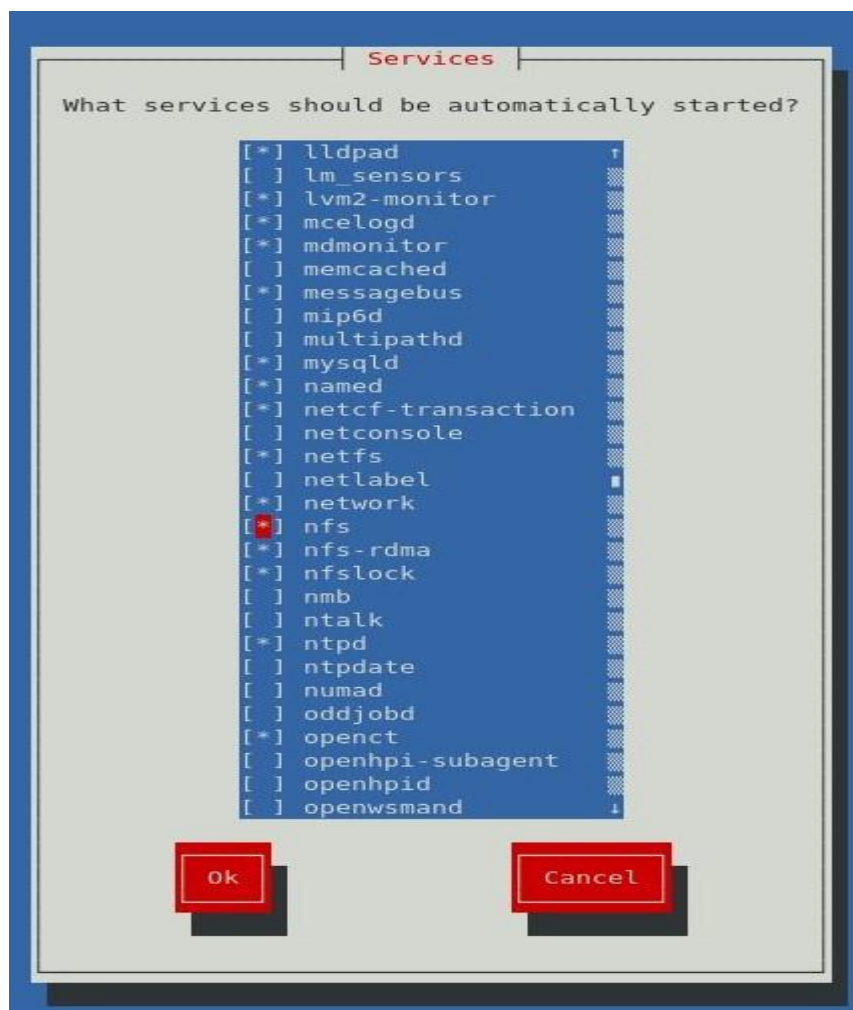 Services
What services should be automatically started?
[*] lldpad ↑
[ ] lm_sensors
[*] lvm2-monitor
[*] mcelogd
[*] mdmonitor
[ ] memcached
[*] messagebus
[ ] mip6d
[ ] multipathd
[*] mysqld
[*] named
[*] netcf-transaction
[ ] netconsole
[*] netfs
[ ] netlabel
[*] network
[*] nfs
[*] nfs-rdma
[*] nfslock
[ ] nmb
[ ] ntalk
[*] ntpd
[ ] ntpdate
[ ] numad
[ ] oddjobd
[*] openct
[ ] openhpi-subagent
[ ] openhpid
[ ] openwsmand ↓
Ok Cancel